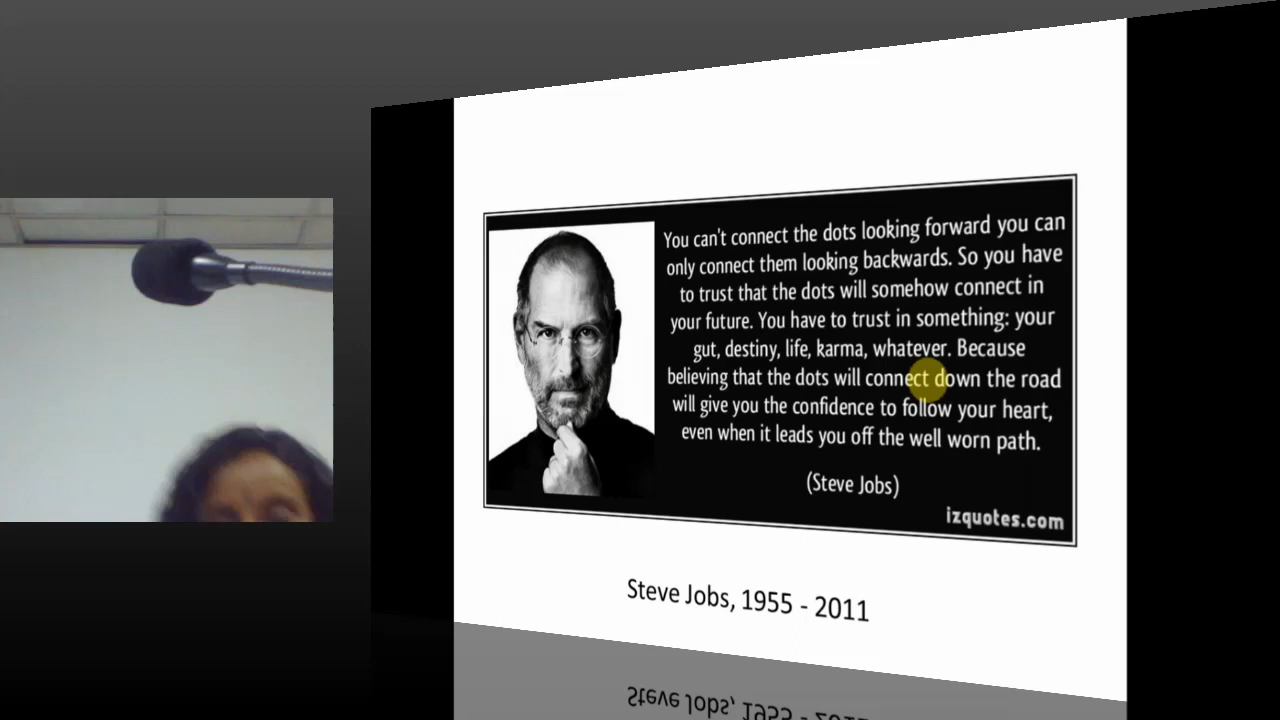 You can't connect the dots looking forward you can
only connect them looking backwards. So you have
to trust that the dots will somehow connect in
your future. You have to trust in something: your
gut, destiny, life, karma, whatever. Because
believing that the dots will connect down the road
will give you the confidence to follow your heart,
even when it leads you off the well worn path.
(Steve Jobs)
izquotes.com
Steve Jobs, 1955 - 2011